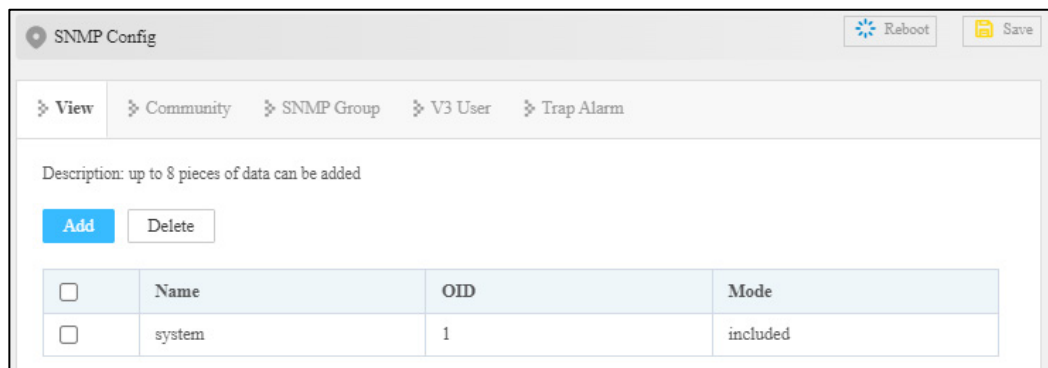 SNMP Config Reboot Save
View Community SNMP Group V3 User Trap Alarm
Description: up to 8 pieces of data can be added
Add Delete
Name OID Mode
system 1 included